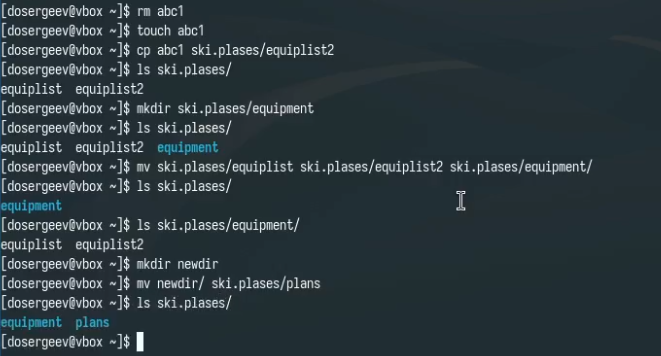 [dosergeev@vbox ~]$ rm abc1
[dosergeev@vbox ~]$ touch abc1
[dosergeev@vbox ~]$ cp abc1 ski.plases/equiplist2
[dosergeev@vbox ~]$ ls ski.plases/
equiplist  equiplist2
[dosergeev@vbox ~]$ mkdir ski.plases/equipment
[dosergeev@vbox ~]$ ls ski.plases/
equiplist  equiplist2  equipment
[dosergeev@vbox ~]$ mv ski.plases/equiplist ski.plases/equiplist2 ski.plases/equipment/
[dosergeev@vbox ~]$ ls ski.plases/
equipment
[dosergeev@vbox ~]$ ls ski.plases/equipment/
equiplist  equiplist2
[dosergeev@vbox ~]$ mkdir newdir
[dosergeev@vbox ~]$ mv newdir/ ski.plases/plans
[dosergeev@vbox ~]$ ls ski.plases/
equipment  plans
[dosergeev@vbox ~]$